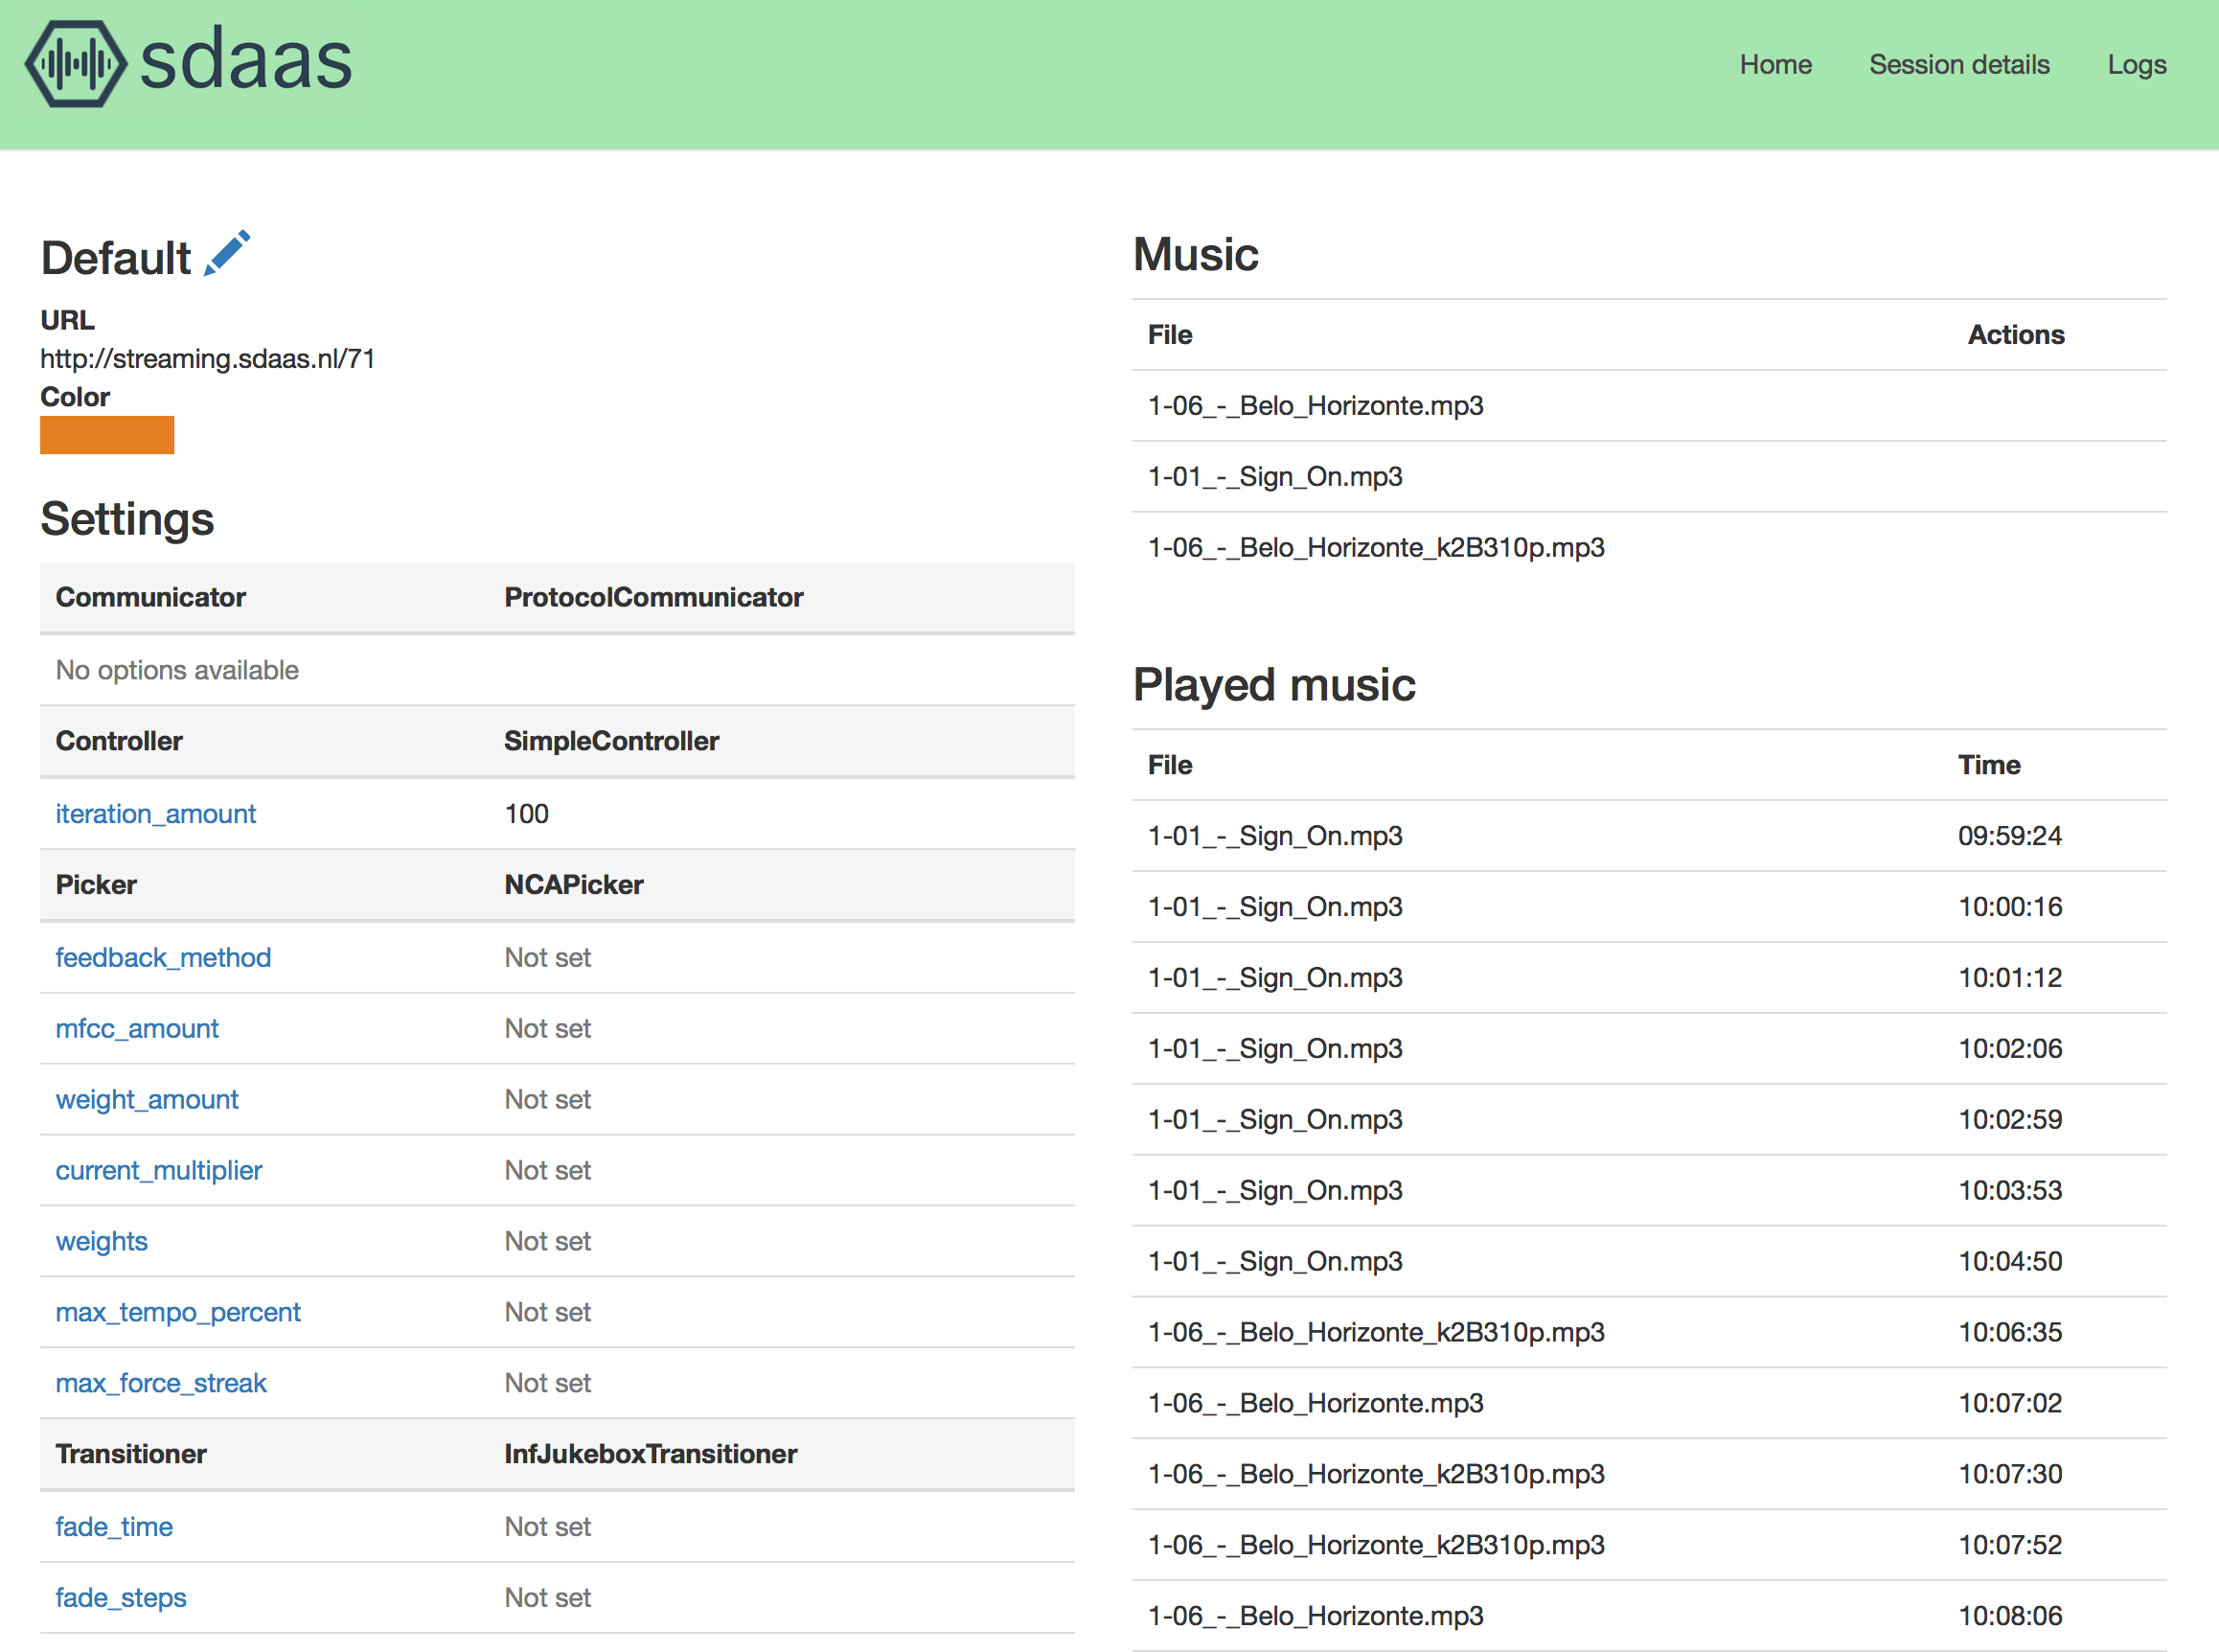 sdaas
Home Session details Logs
Default
URL
http://streaming.sdaas.nl/71
Color
Settings
Communicator ProtocolCommunicator
No options available
Controller SimpleController
iteration_amount 100
Picker NCAPicker
feedback_method Not set
mfcc_amount Not set
weight_amount Not set
current_multiplier Not set
weights Not set
max_tempo_percent Not set
max_force_streak Not set
Transitioner InfJukeboxTransitioner
fade_time Not set
fade_steps Not set
Music
File Actions
1-06_-_Belo_Horizonte.mp3
1-01_-_Sign_On.mp3
1-06_-_Belo_Horizonte_k2B310p.mp3
Played music
File Time
1-01_-_Sign_On.mp3 09:59:24
1-01_-_Sign_On.mp3 10:00:16
1-01_-_Sign_On.mp3 10:01:12
1-01_-_Sign_On.mp3 10:02:06
1-01_-_Sign_On.mp3 10:02:59
1-01_-_Sign_On.mp3 10:03:53
1-01_-_Sign_On.mp3 10:04:50
1-06_-_Belo_Horizonte_k2B310p.mp3 10:06:35
1-06_-_Belo_Horizonte.mp3 10:07:02
1-06_-_Belo_Horizonte_k2B310p.mp3 10:07:30
1-06_-_Belo_Horizonte_k2B310p.mp3 10:07:52
1-06_-_Belo_Horizonte.mp3 10:08:06